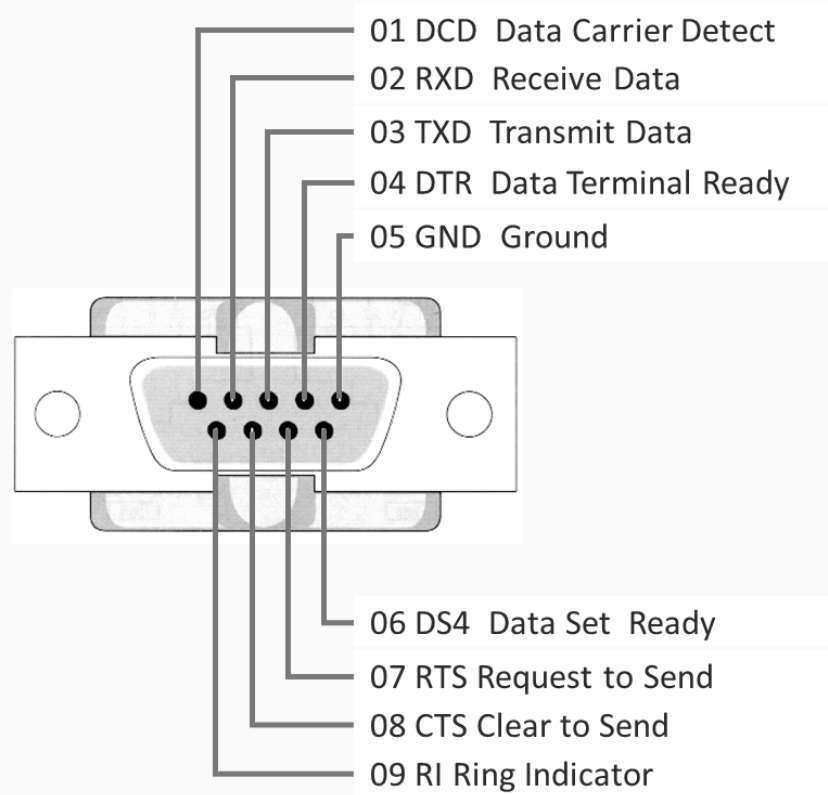 01 DCD Data Carrier Detect
02 RXD Receive Data
03 TXD Transmit Data
04 DTR Data Terminal Ready
05 GND Ground
06 DS4 Data Set Ready
07 RTS Request to Send
08 CTS Clear to Send
09 RI Ring Indicator